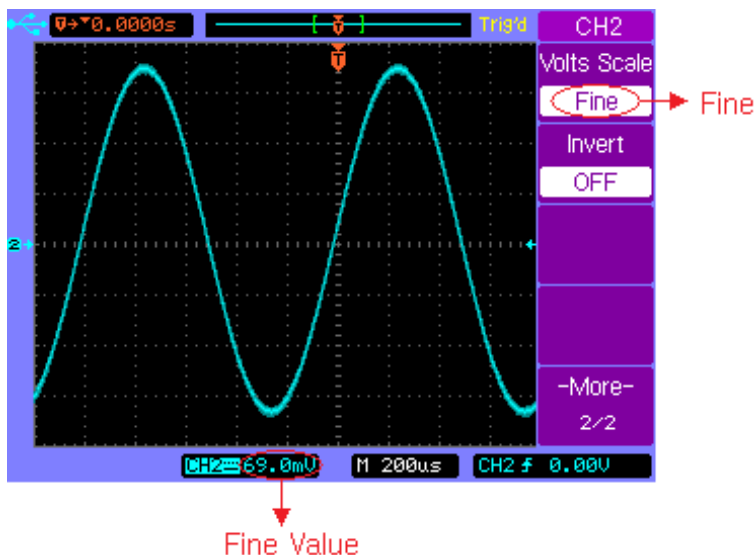 0.0000s
T
Trig'd
CH2
Volts Scale
Fine
Fine
Invert
OFF
2
-More-
2/2
CH2 69.0mV
M 200us
CH2 0.00V
Fine Value